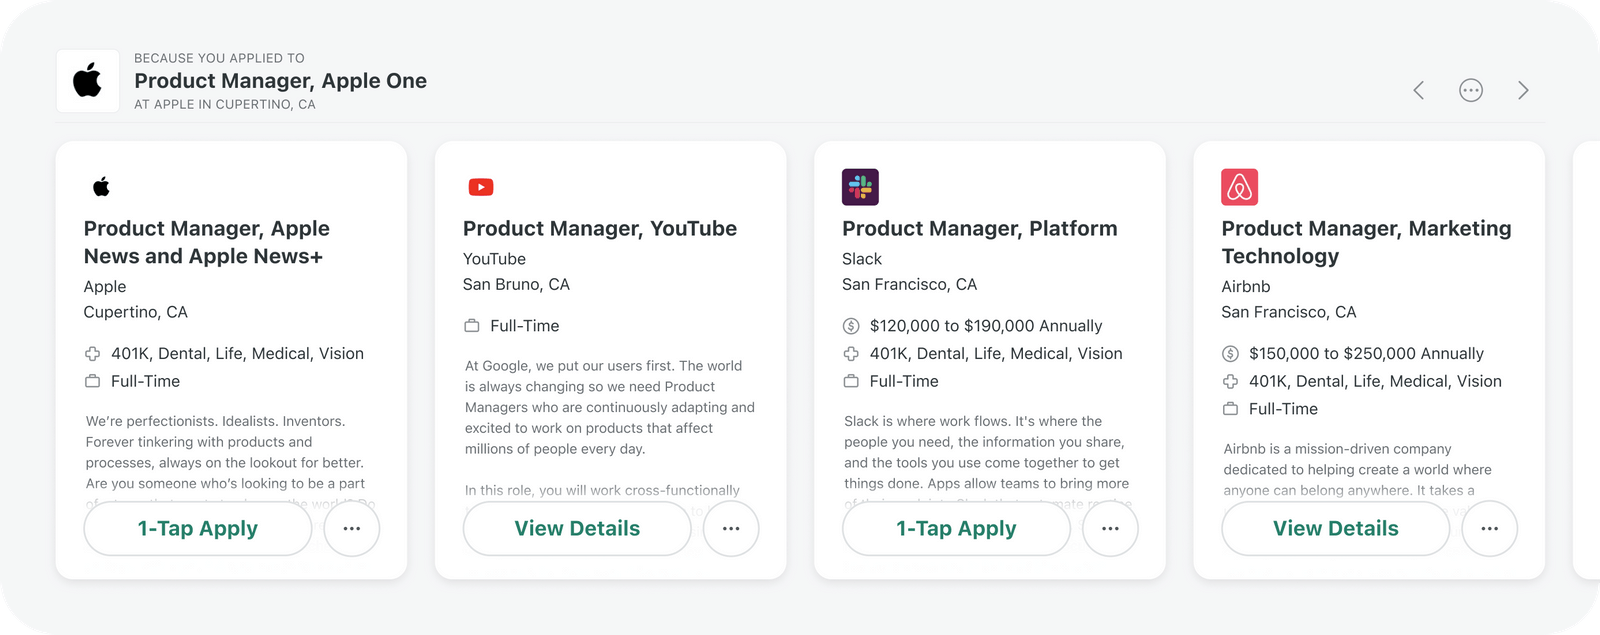 BECAUSE YOU APPLIED TO
Product Manager, Apple One
AT APPLE IN CUPERTINO, CA
Product Manager, Apple
News and Apple News+
Apple
Cupertino, CA
401K, Dental, Life, Medical, Vision
Full-Time
We’re perfectionists. Idealists. Inventors.
Forever tinkering with products and
processes, always on the lookout for better.
Are you someone who’s looking to be a part
1-Tap Apply
Product Manager, YouTube
YouTube
San Bruno, CA
Full-Time
At Google, we put our users first. The world
is always changing so we need Product
Managers who are continuously adapting and
excited to work on products that affect
millions of people every day.
In this role, you will work cross-functionally
View Details
Product Manager, Platform
Slack
San Francisco, CA
$120,000 to $190,000 Annually
401K, Dental, Life, Medical, Vision
Full-Time
Slack is where work flows. It's where the
people you need, the information you share,
and the tools you use come together to get
things done. Apps allow teams to bring more
1-Tap Apply
Product Manager, Marketing
Technology
Airbnb
San Francisco, CA
$150,000 to $250,000 Annually
401K, Dental, Life, Medical, Vision
Full-Time
Airbnb is a mission-driven company
dedicated to helping create a world where
anyone can belong anywhere. It takes a
View Details